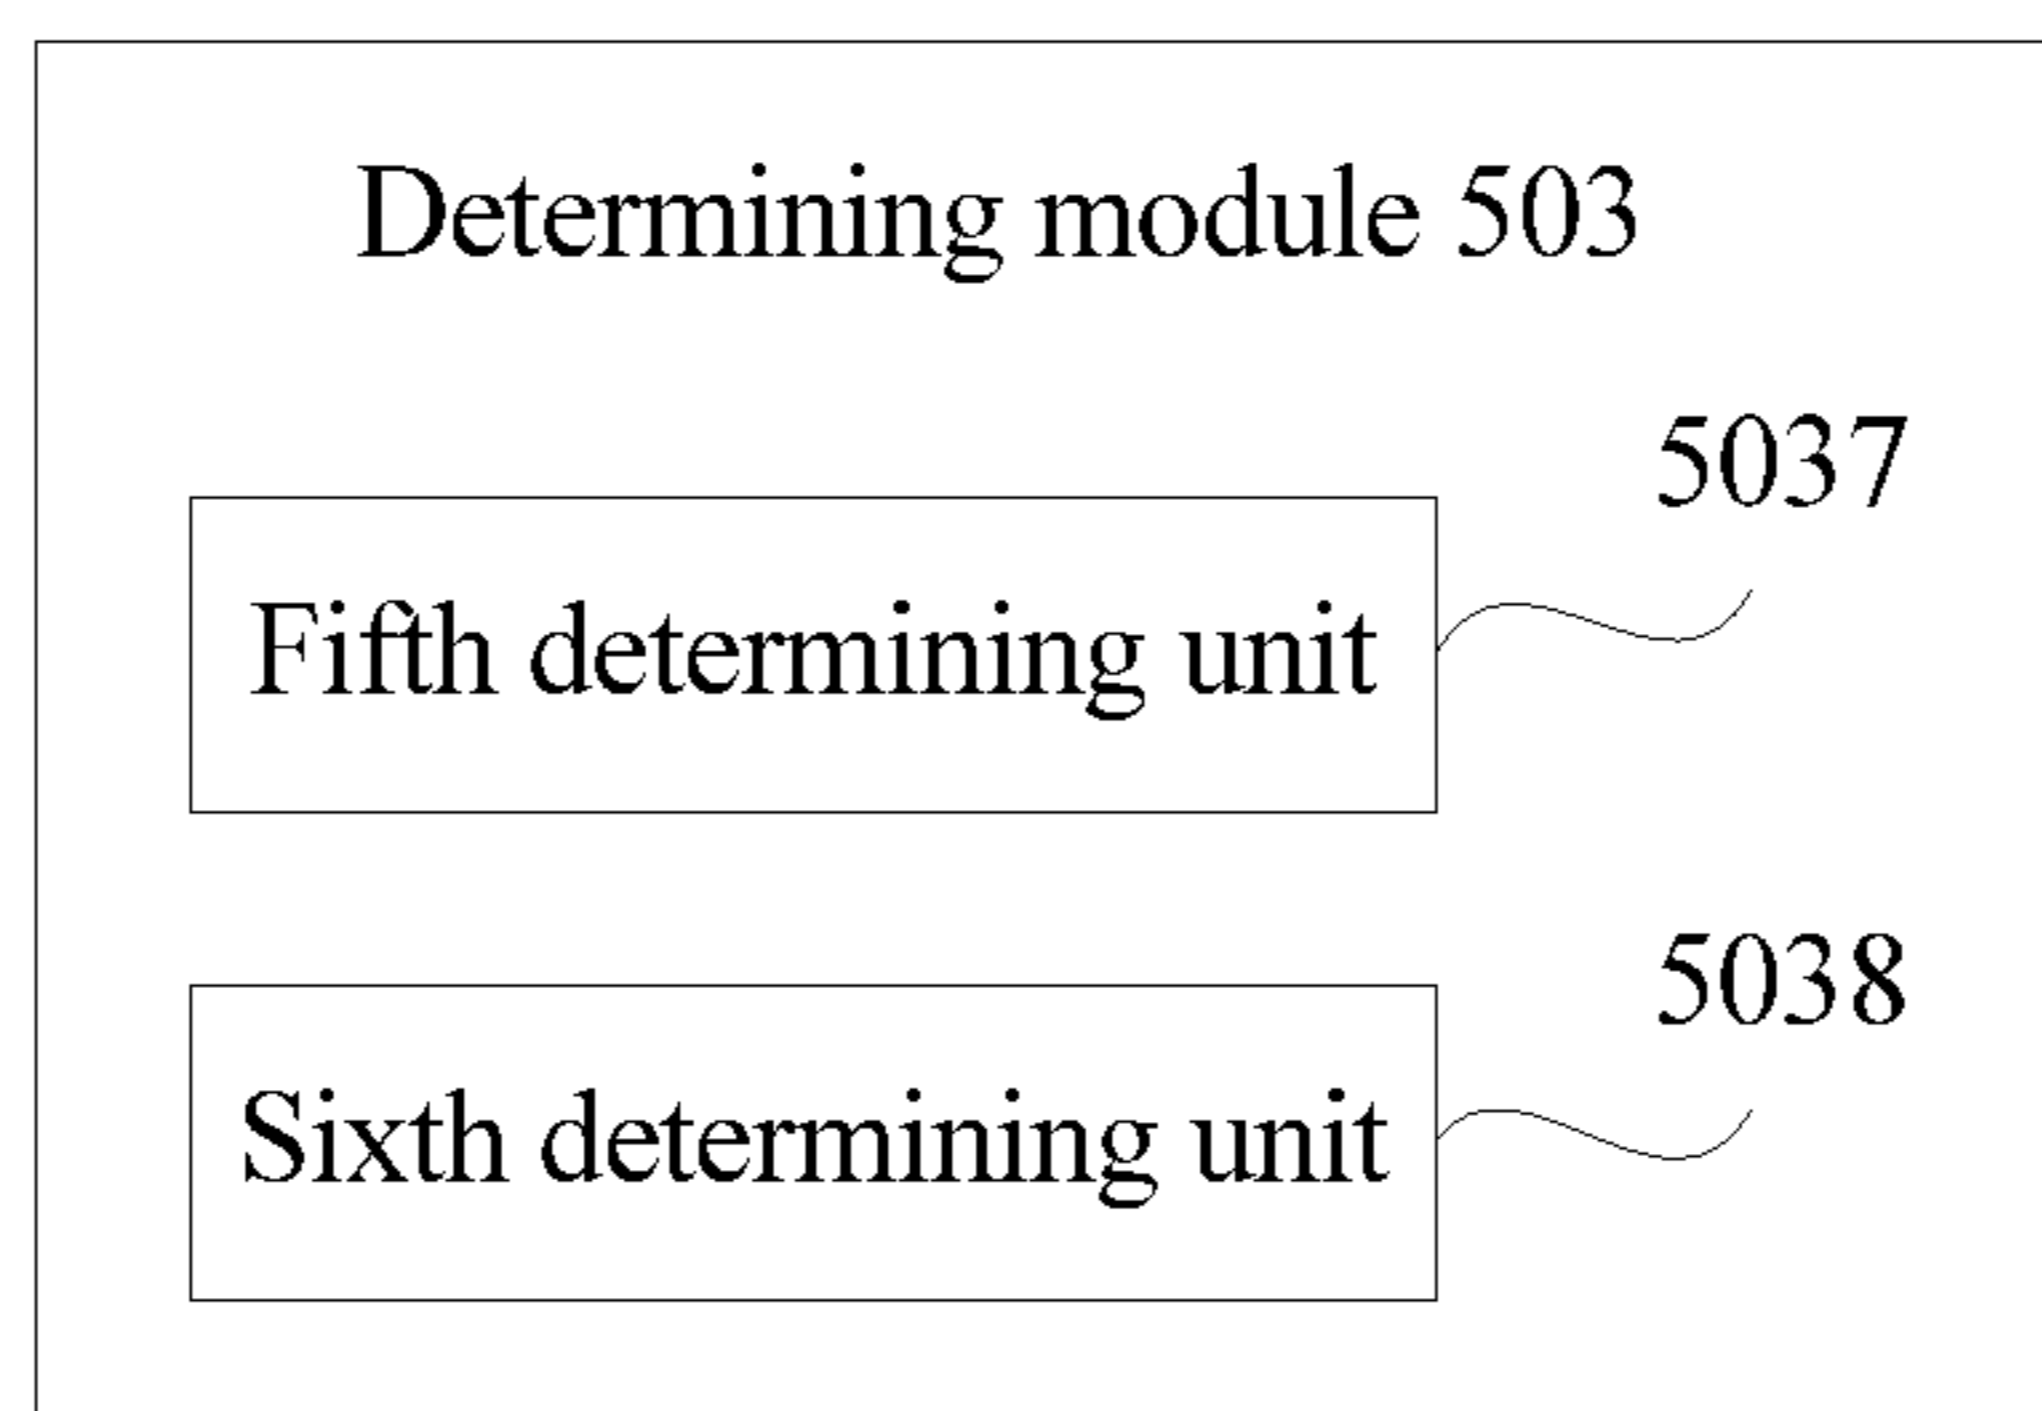 Determining module 503
5037
Fifth determining unit
5038
Sixth determining unit